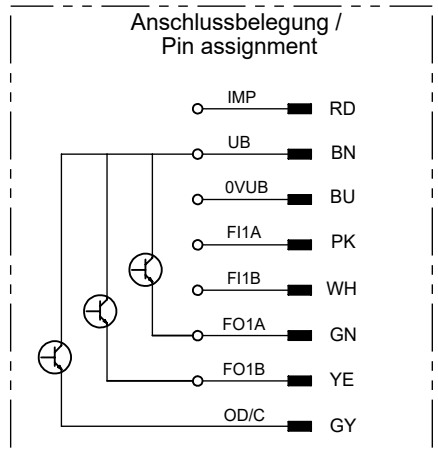 Anschlussbelegung /
Pin assignment
IMP RD
UB BN
0VUB BU
FI1A PK
FI1B WH
FO1A GN
FO1B YE
OD/C GY